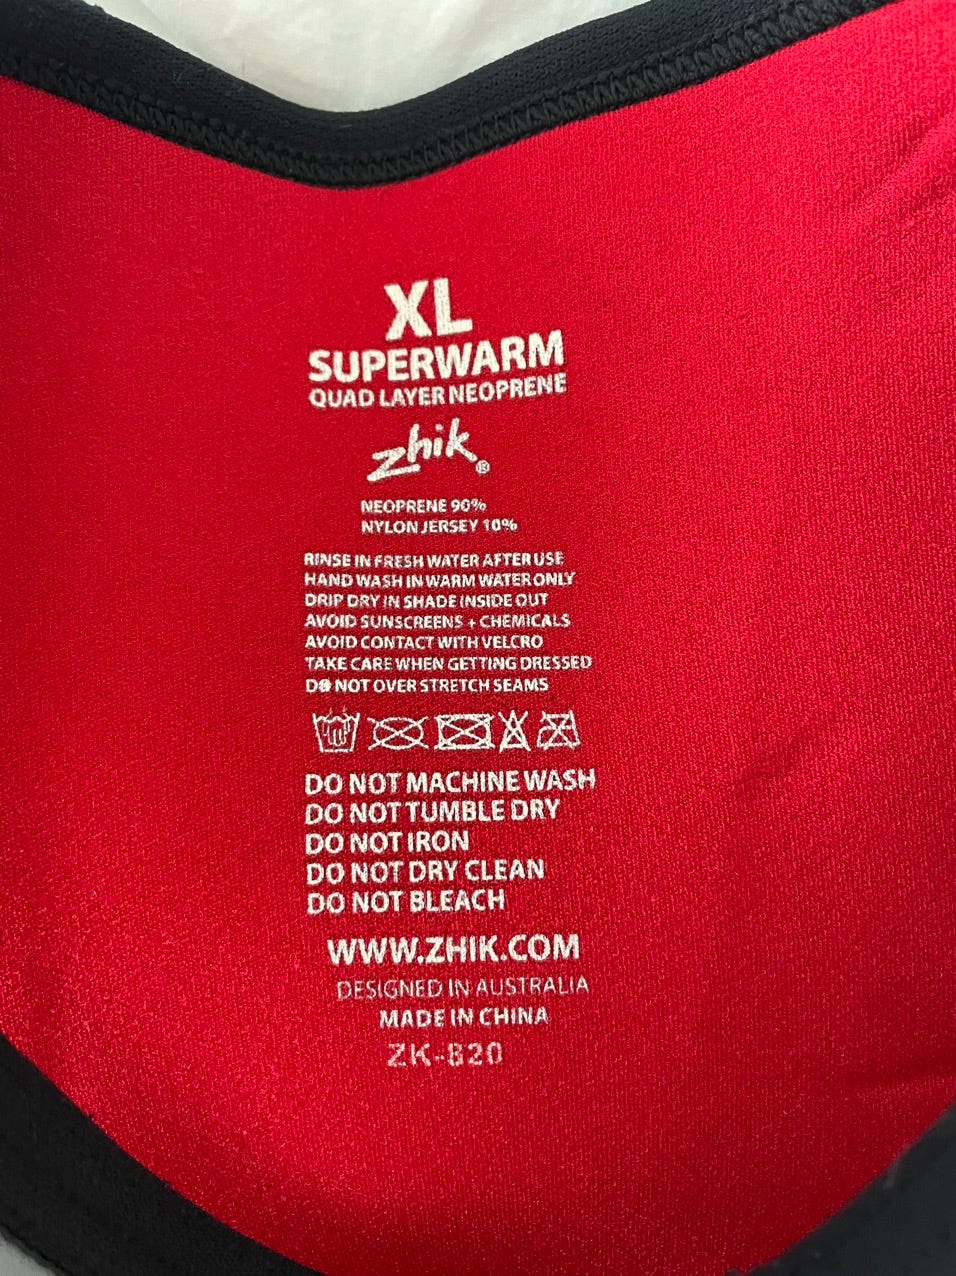 XL
SUPERWARM
QUAD LAYER NEOPRENE
zhik®
NEOPRENE 90%
NYLON JERSEY 10%
RINSE IN FRESH WATER AFTER USE
HAND WASH IN WARM WATER ONLY
DRIP DRY IN SHADE INSIDE OUT
AVOID SUNSCREENS + CHEMICALS
AVOID CONTACT WITH VELCRO
TAKE CARE WHEN GETTING DRESSED
DO NOT OVER STRETCH SEAMS
DO NOT MACHINE WASH
DO NOT TUMBLE DRY
DO NOT IRON
DO NOT DRY CLEAN
DO NOT BLEACH
WWW.ZHIK.COM
DESIGNED IN AUSTRALIA
MADE IN CHINA
ZK-820